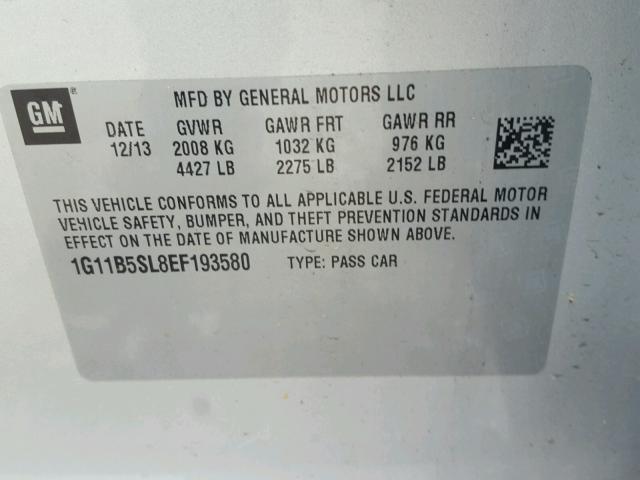 GM
MFD BY GENERAL MOTORS LLC
DATE GVWR GAWR FRT GAWR RR
12/13 2008 KG 1032 KG 976 KG
4427 LB 2275 LB 2152 LB
THIS VEHICLE CONFORMS TO ALL APPLICABLE U.S. FEDERAL MOTOR
VEHICLE SAFETY, BUMPER, AND THEFT PREVENTION STANDARDS IN
EFFECT ON THE DATE OF MANUFACTURE SHOWN ABOVE.
1G11B5SL8EF193580 TYPE: PASS CAR